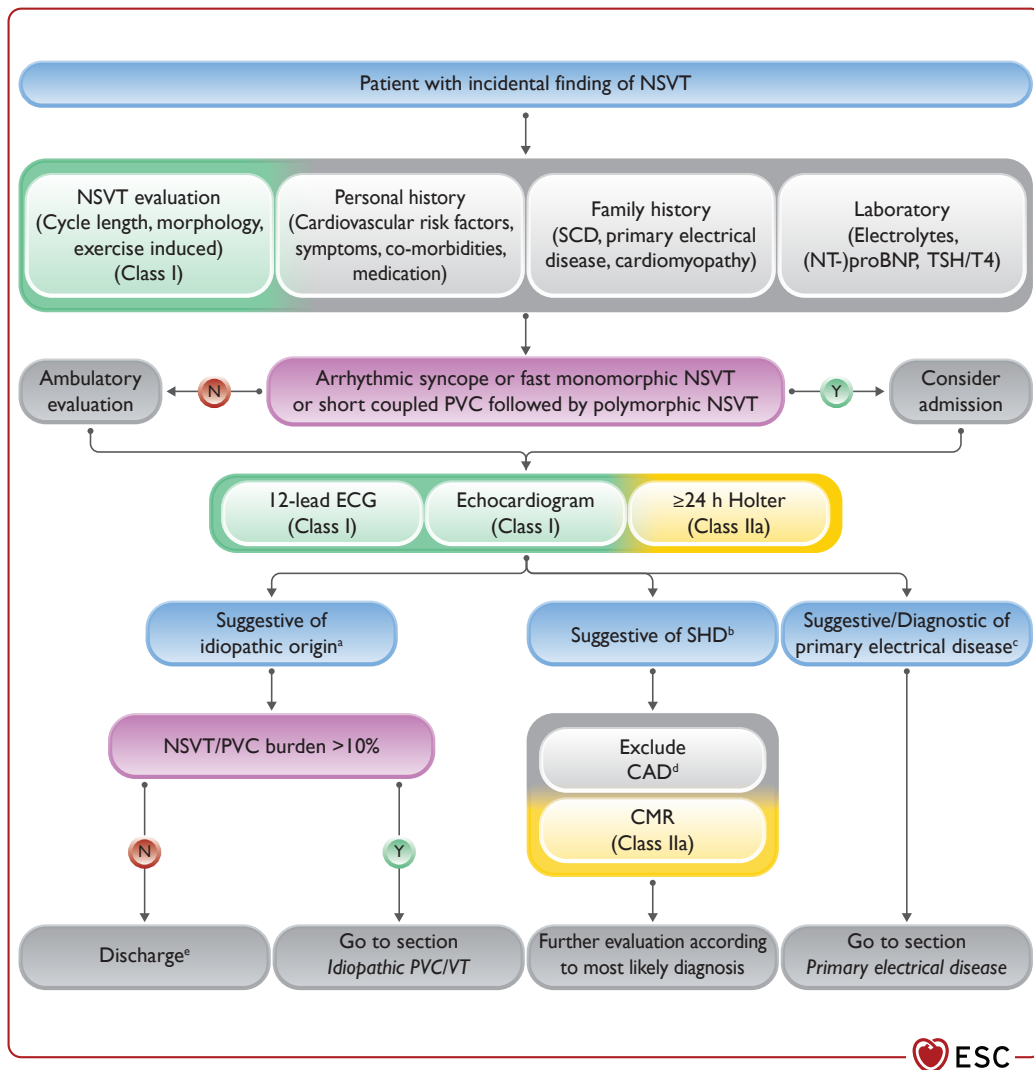 Patient with incidental finding of NSVT
NSVT evaluation
(Cycle length, morphology,
exercise induced)
(Class I)
Personal history
(Cardiovascular risk factors,
symptoms, co-morbidities,
medication)
Family history
(SCD, primary electrical
disease, cardiomyopathy)
Laboratory
(Electrolytes,
(NT-)proBNP, TSH/T4)
Ambulatory
evaluation
N
Arrhythmic syncope or fast monomorphic NSVT
or short coupled PVC followed by polymorphic NSVT
Y
Consider
admission
12-lead ECG
(Class I)
Echocardiogram
(Class I)
≥24 h Holter
(Class IIa)
Suggestive of
idiopathic originᵃ
Suggestive of SHDᵇ
Suggestive/Diagnostic of
primary electrical diseaseᶜ
NSVT/PVC burden >10%
Exclude
CADᵈ
CMR
(Class IIa)
N
Y
Dischargeᵉ
Go to section
Idiopathic PVC/VT
Further evaluation according
to most likely diagnosis
Go to section
Primary electrical disease
ESC